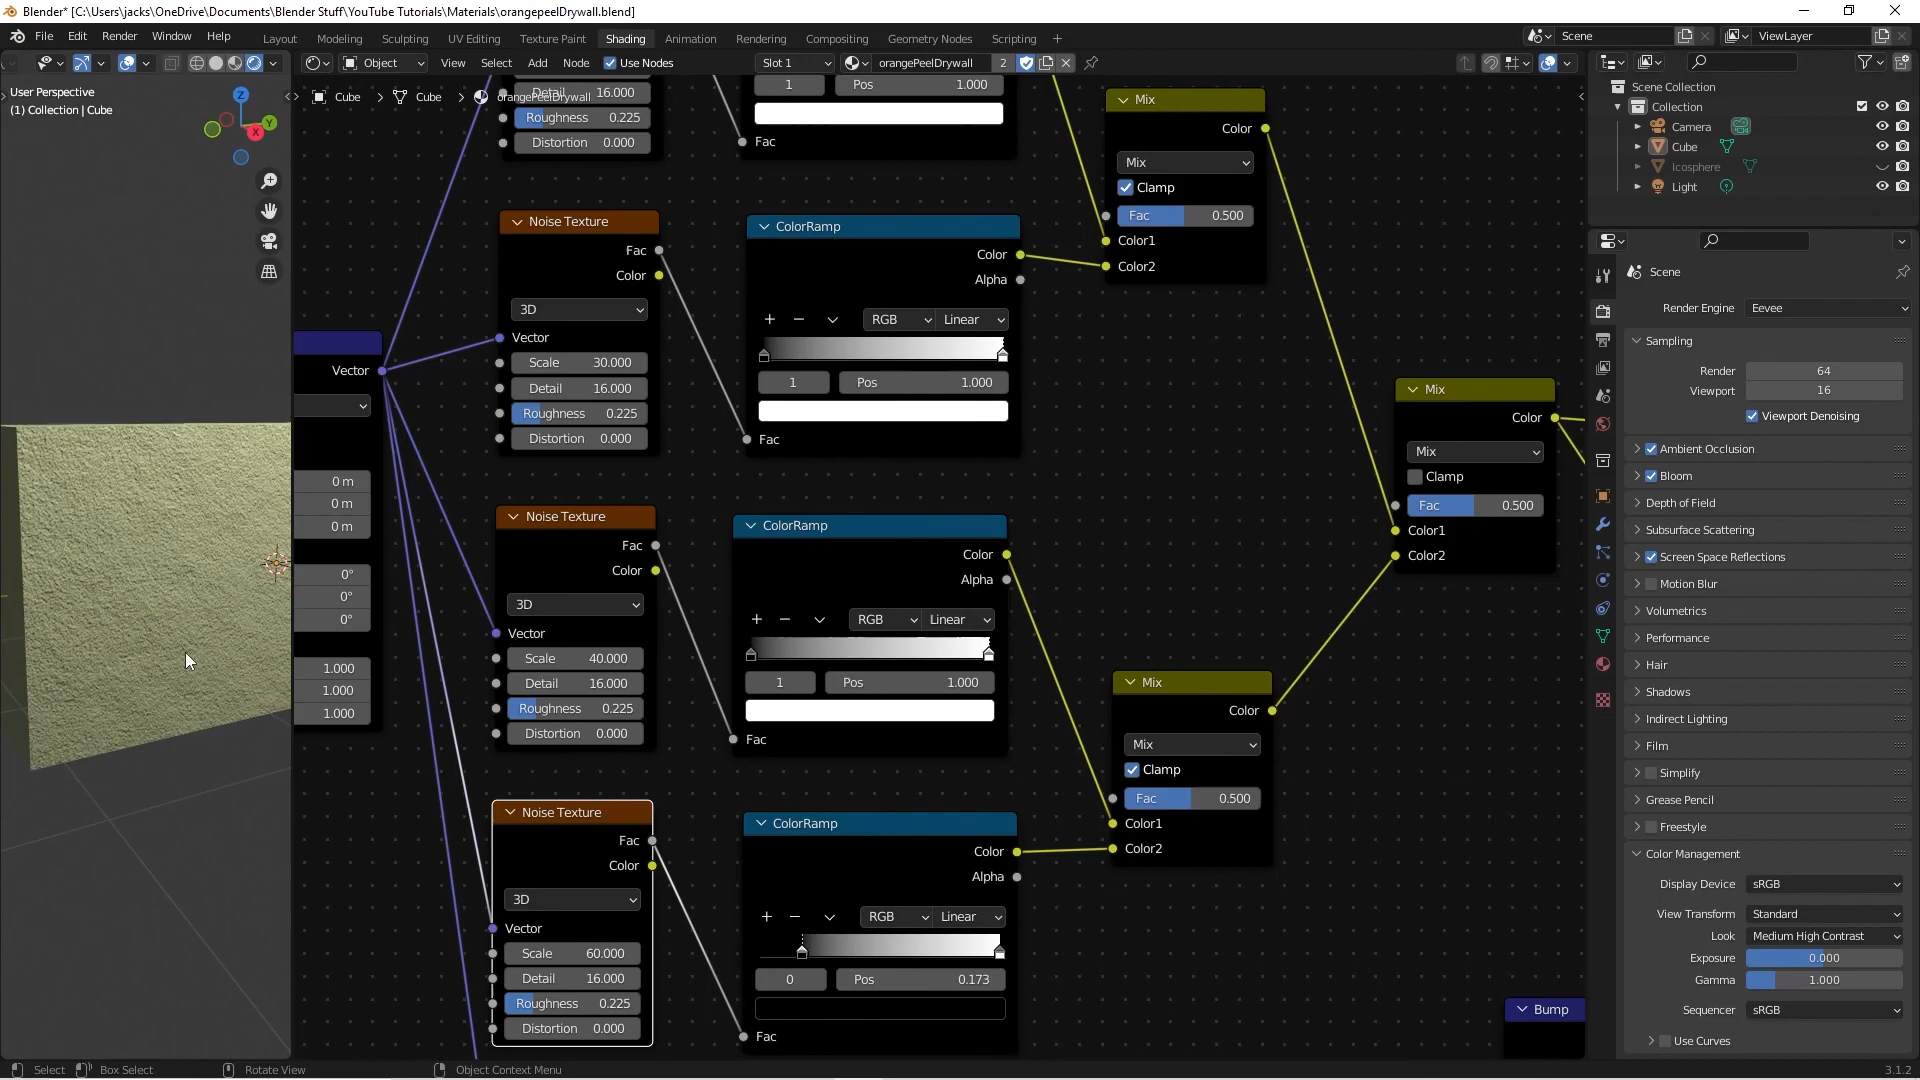 Blender* [C:\Users\jacks\OneDrive\Documents\Blender Stuff\YouTube Tutorials\Materials\orangepeelDrywall.blend]
File Edit Render Window Help Layout Modeling Sculpting UV Editing Texture Paint Shading Animation Rendering Compositing Geometry Nodes Scripting + Scene ViewLayer
Object View Select Add Node Use Nodes Slot 1 orangePeelDrywall 2
User Perspective
(1) Collection | Cube
Z
Y
X
Cube > Cube > orangePeelDrywall
Detail 16.000
Roughness 0.225
Distortion 0.000
1 Pos 1.000
Fac
Mix
Color
Mix
Clamp
Fac 0.500
Color1
Color2
Noise Texture
Fac
Color
3D
Vector
Scale 30.000
Detail 16.000
Roughness 0.225
Distortion 0.000
ColorRamp
Color
Alpha
RGB Linear
1 Pos 1.000
Fac
Vector
0 m
0 m
0 m
0°
0°
0°
1.000
1.000
1.000
Mix
Color
Mix
Clamp
Fac 0.500
Color1
Color2
Noise Texture
Fac
Color
3D
Vector
Scale 40.000
Detail 16.000
Roughness 0.225
Distortion 0.000
ColorRamp
Color
Alpha
RGB Linear
1 Pos 1.000
Fac
Mix
Color
Mix
Clamp
Fac 0.500
Color1
Color2
Noise Texture
Fac
Color
3D
Vector
Scale 60.000
Detail 16.000
Roughness 0.225
Distortion 0.000
ColorRamp
Color
Alpha
RGB Linear
0 Pos 0.173
Fac
Bump
Scene Collection
Collection
Camera
Cube
Icosphere
Light
Scene
Render Engine Eevee
Sampling
Render 64
Viewport 16
Viewport Denoising
Ambient Occlusion
Bloom
Depth of Field
Subsurface Scattering
Screen Space Reflections
Motion Blur
Volumetrics
Performance
Hair
Shadows
Indirect Lighting
Film
Simplify
Grease Pencil
Freestyle
Color Management
Display Device sRGB
View Transform Standard
Look Medium High Contrast
Exposure 0.000
Gamma 1.000
Sequencer sRGB
Use Curves
Select Box Select Rotate View Object Context Menu 3.1.2